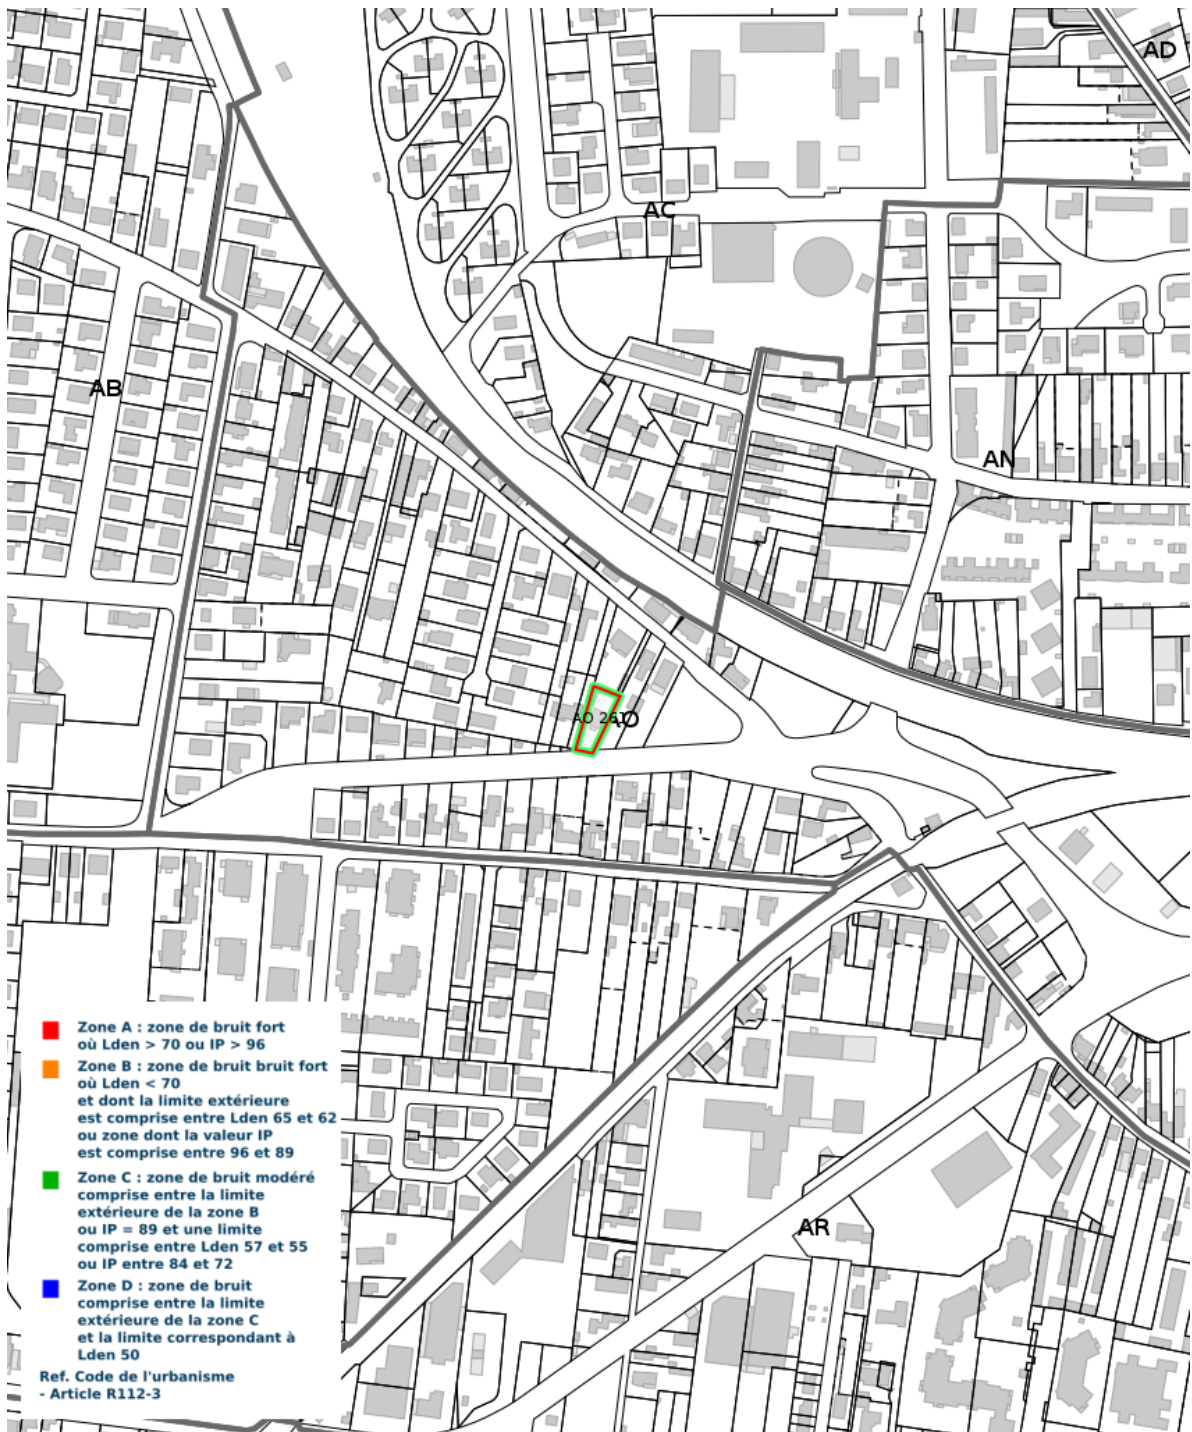 AD
AC
AB
AN
AO 261
AO
Zone A : zone de bruit fort
où Lden > 70 ou IP > 96
Zone B : zone de bruit bruit fort
où Lden < 70
et dont la limite extérieure
est comprise entre Lden 65 et 62
ou zone dont la valeur IP
est comprise entre 96 et 89
Zone C : zone de bruit modéré
comprise entre la limite
extérieure de la zone B
ou IP = 89 et une limite
comprise entre Lden 57 et 55
ou IP entre 84 et 72
AR
Zone D : zone de bruit
comprise entre la limite
extérieure de la zone C
et la limite correspondant à
Lden 50
Ref. Code de l'urbanisme
- Article R112-3